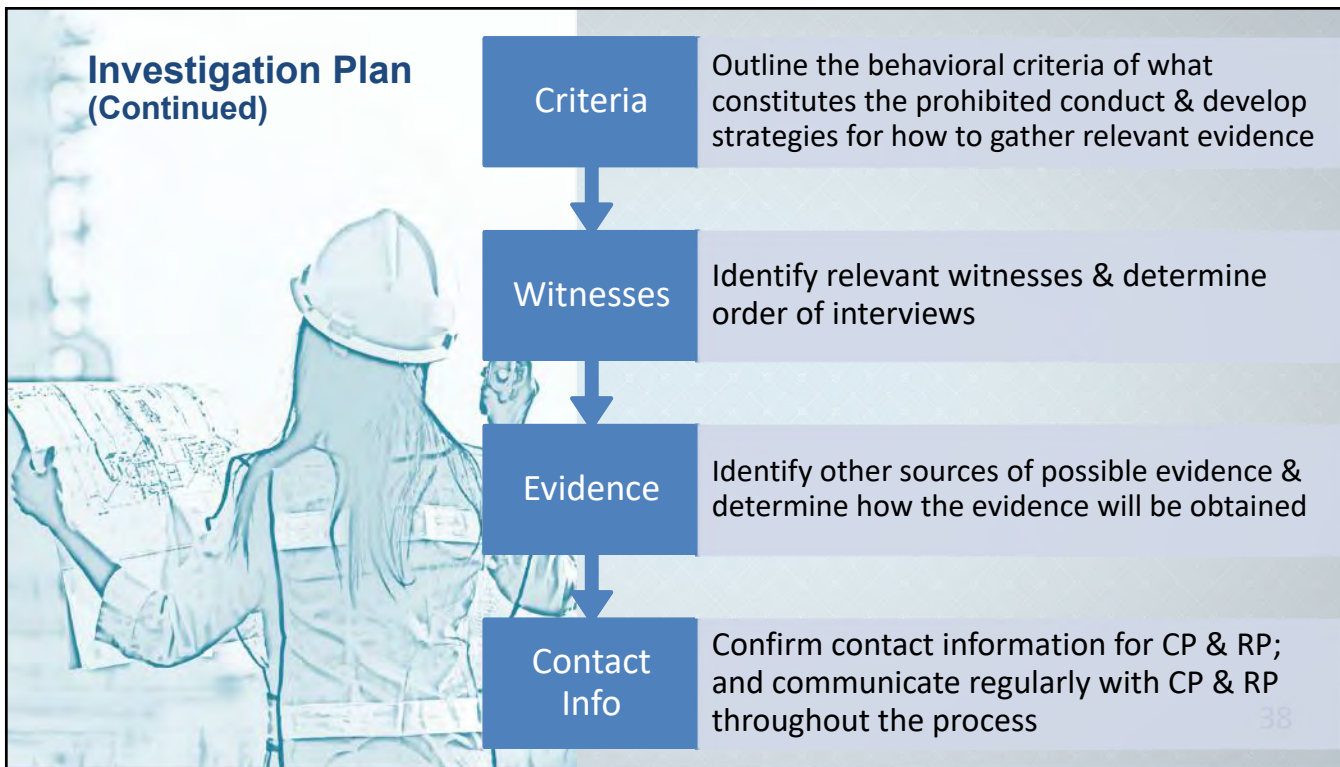 Investigation Plan
(Continued)
Criteria
Outline the behavioral criteria of what
constitutes the prohibited conduct & develop
strategies for how to gather relevant evidence
Witnesses
Identify relevant witnesses & determine
order of interviews
Evidence
Identify other sources of possible evidence &
determine how the evidence will be obtained
Contact
Info
Confirm contact information for CP & RP;
and communicate regularly with CP & RP
throughout the process
38